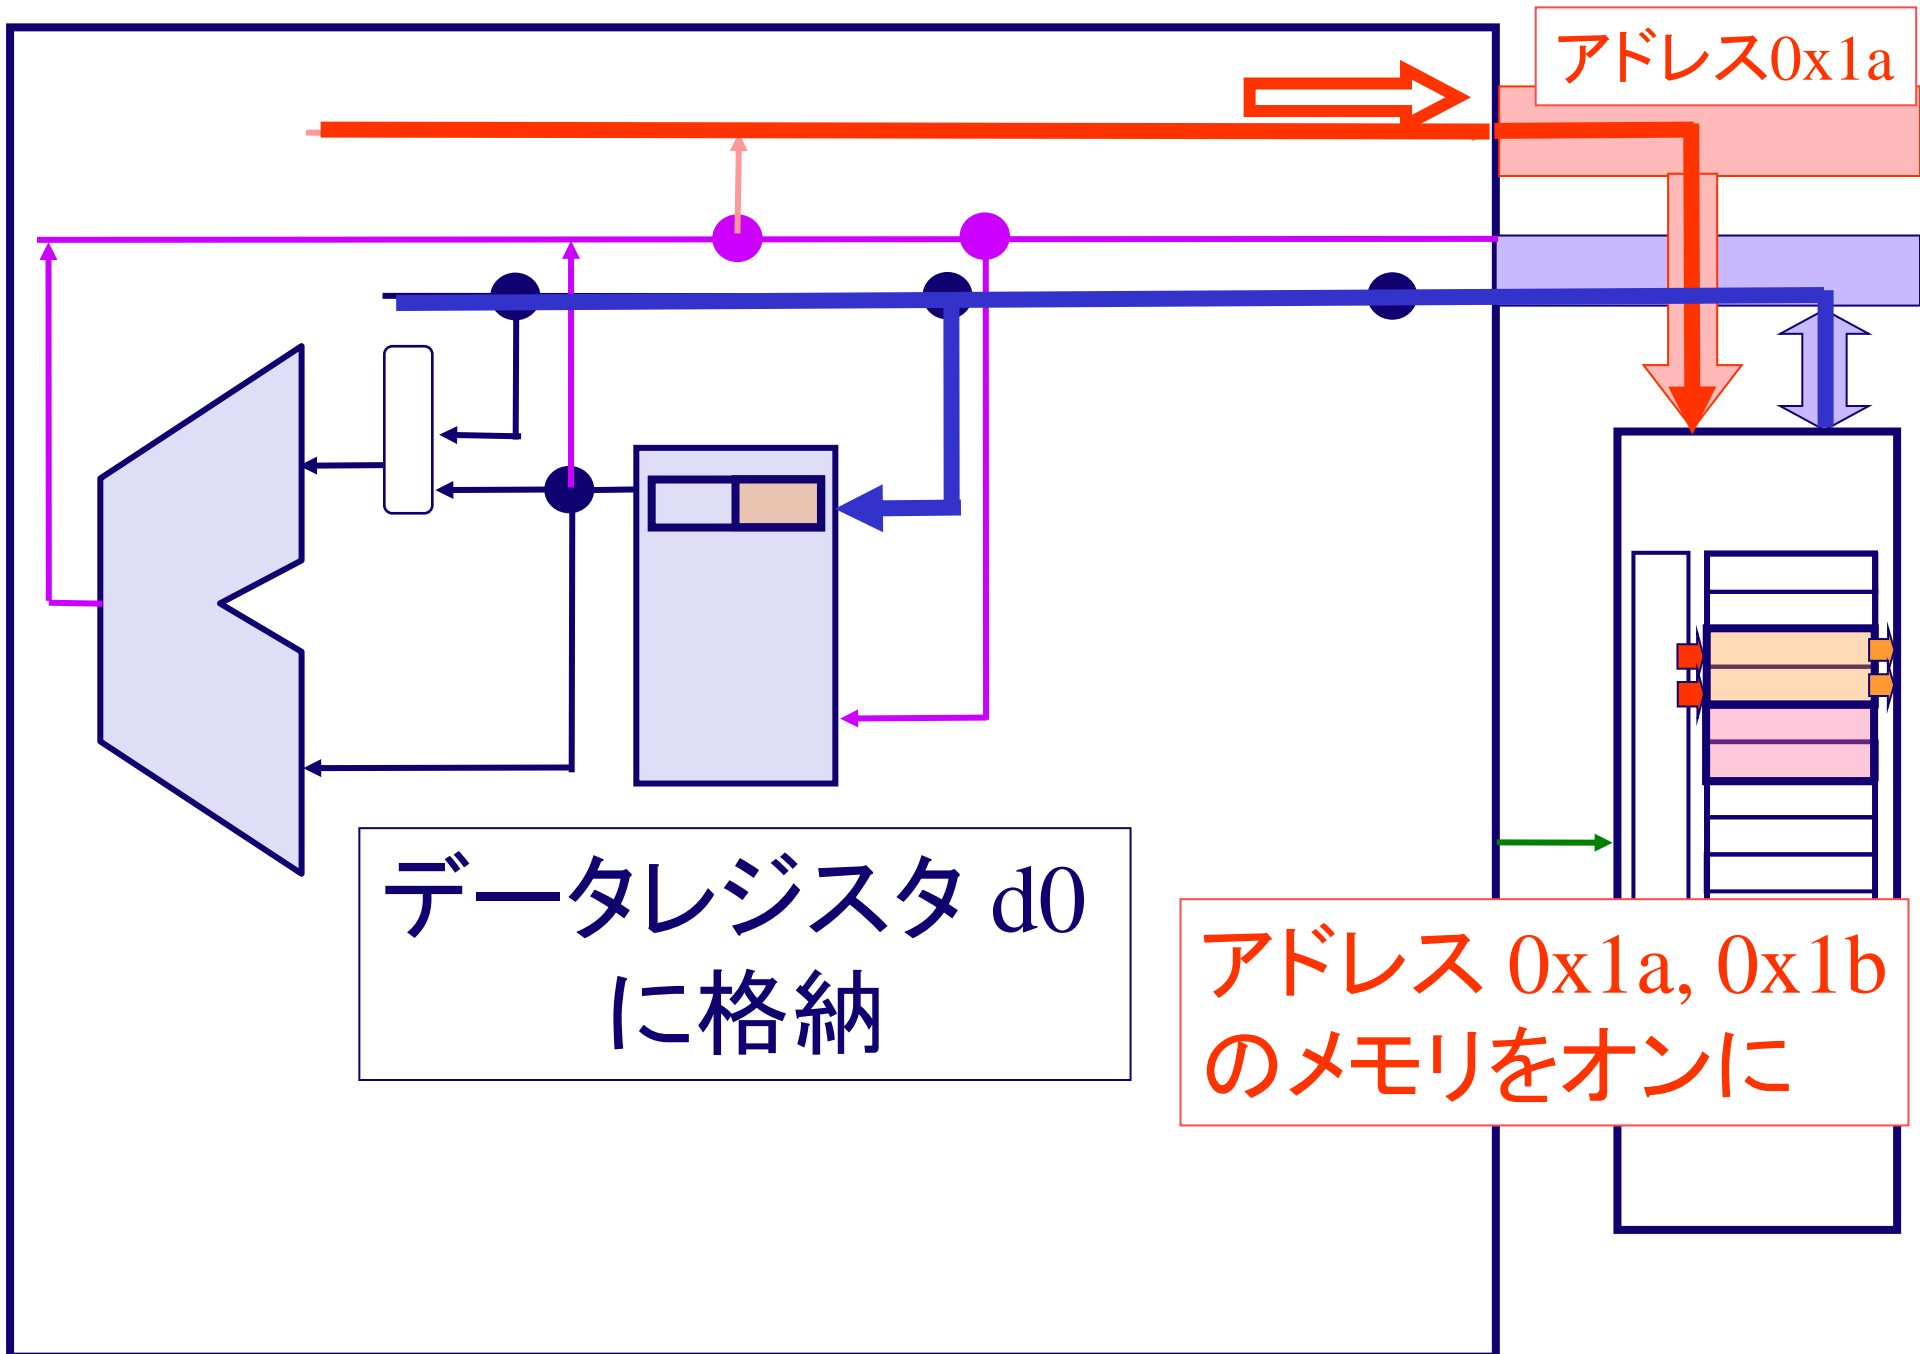 アドレス0x1a
データレジスタ d0
に格納
アドレス 0x1a, 0x1b
のメモリをオンに